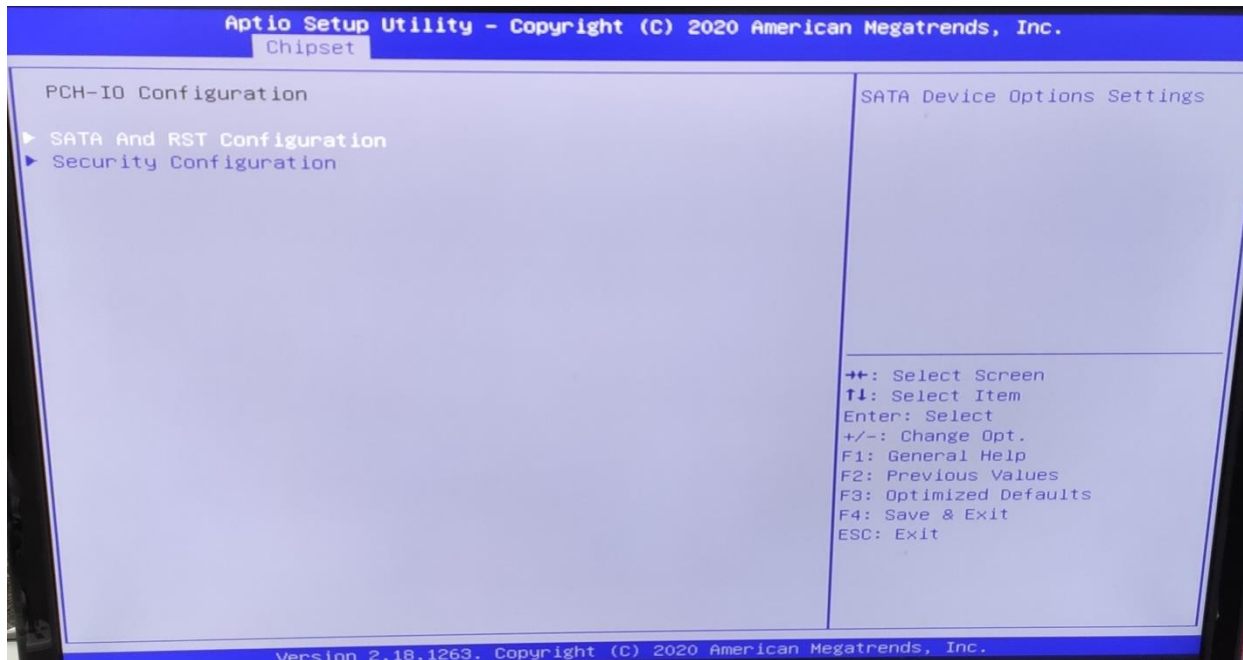 Aptio Setup Utility – Copyright (C) 2020 American Megatrends, Inc.
Chipset
PCH-IO Configuration
► SATA And RST Configuration
► Security Configuration
SATA Device Options Settings
→←: Select Screen
↑↓: Select Item
Enter: Select
+/-: Change Opt.
F1: General Help
F2: Previous Values
F3: Optimized Defaults
F4: Save & Exit
ESC: Exit
Version 2.18.1263. Copyright (C) 2020 American Megatrends, Inc.